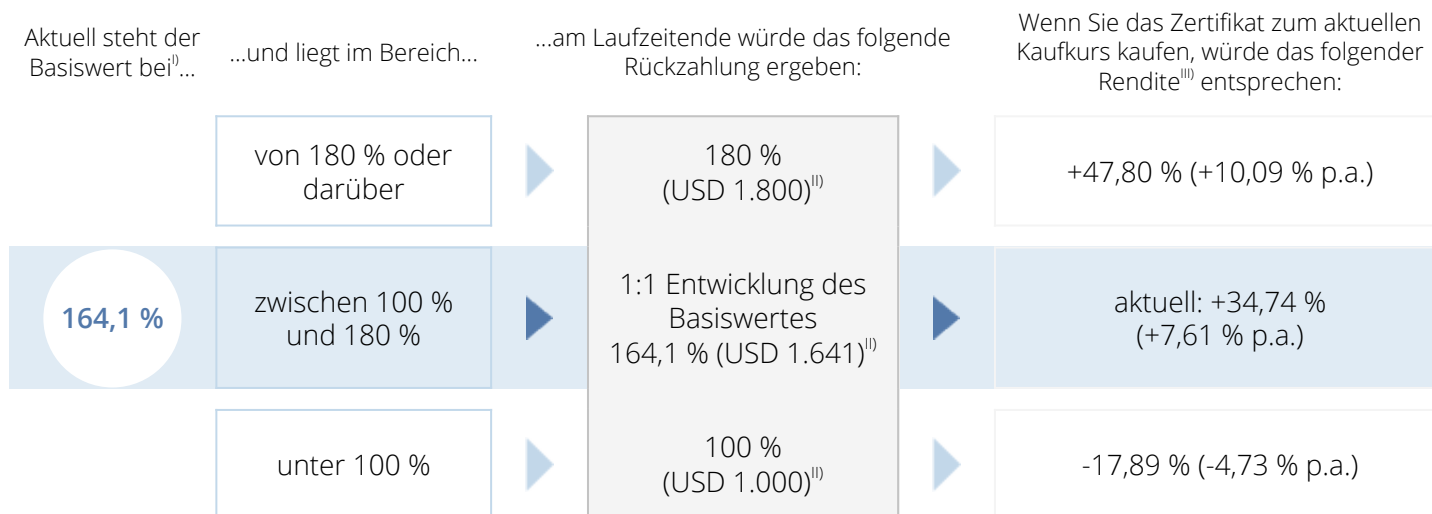 Aktuell steht der
Basiswert bei^I)...
...und liegt im Bereich...
...am Laufzeitende würde das folgende
Rückzahlung ergeben:
Wenn Sie das Zertifikat zum aktuellen
Kaufkurs kaufen, würde das folgender
Rendite^III) entsprechen:
von 180 % oder
darüber
180 %
(USD 1.800)^II)
+47,80 % (+10,09 % p.a.)
164,1 %
zwischen 100 %
und 180 %
1:1 Entwicklung des
Basiswertes
164,1 % (USD 1.641)^II)
aktuell: +34,74 %
(+7,61 % p.a.)
unter 100 %
100 %
(USD 1.000)^II)
-17,89 % (-4,73 % p.a.)